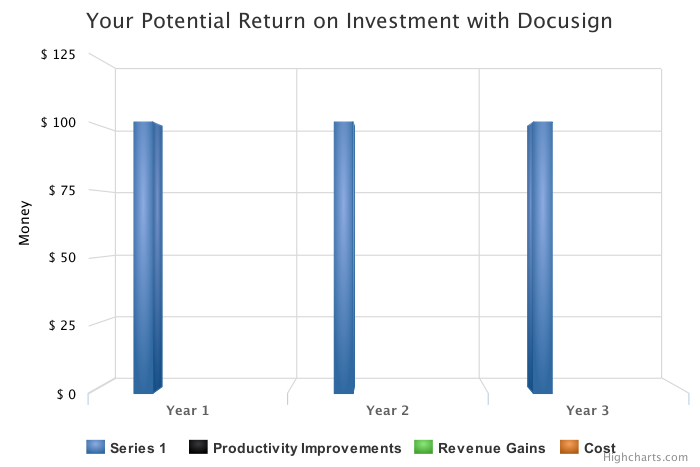 Your Potential Return on Investment with Docusign
$ 125
$ 100
$ 75
$ 50
$ 25
$ 0
Money
Year 1 Year 2 Year 3
Series 1 Productivity Improvements Revenue Gains Cost
Highcharts.com